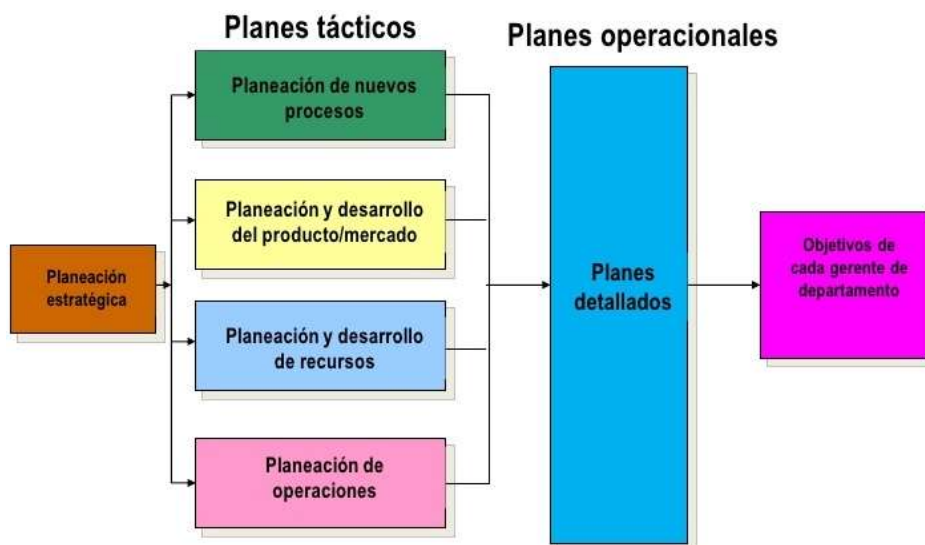 Planes tácticos
Planes operacionales
Planeación de nuevos
procesos
Planeación y desarrollo
del producto/mercado
Planeación
estratégica
Planeación y desarrollo
de recursos
Planeación de
operaciones
Planes
detallados
Objetivos de
cada gerente de
departamento